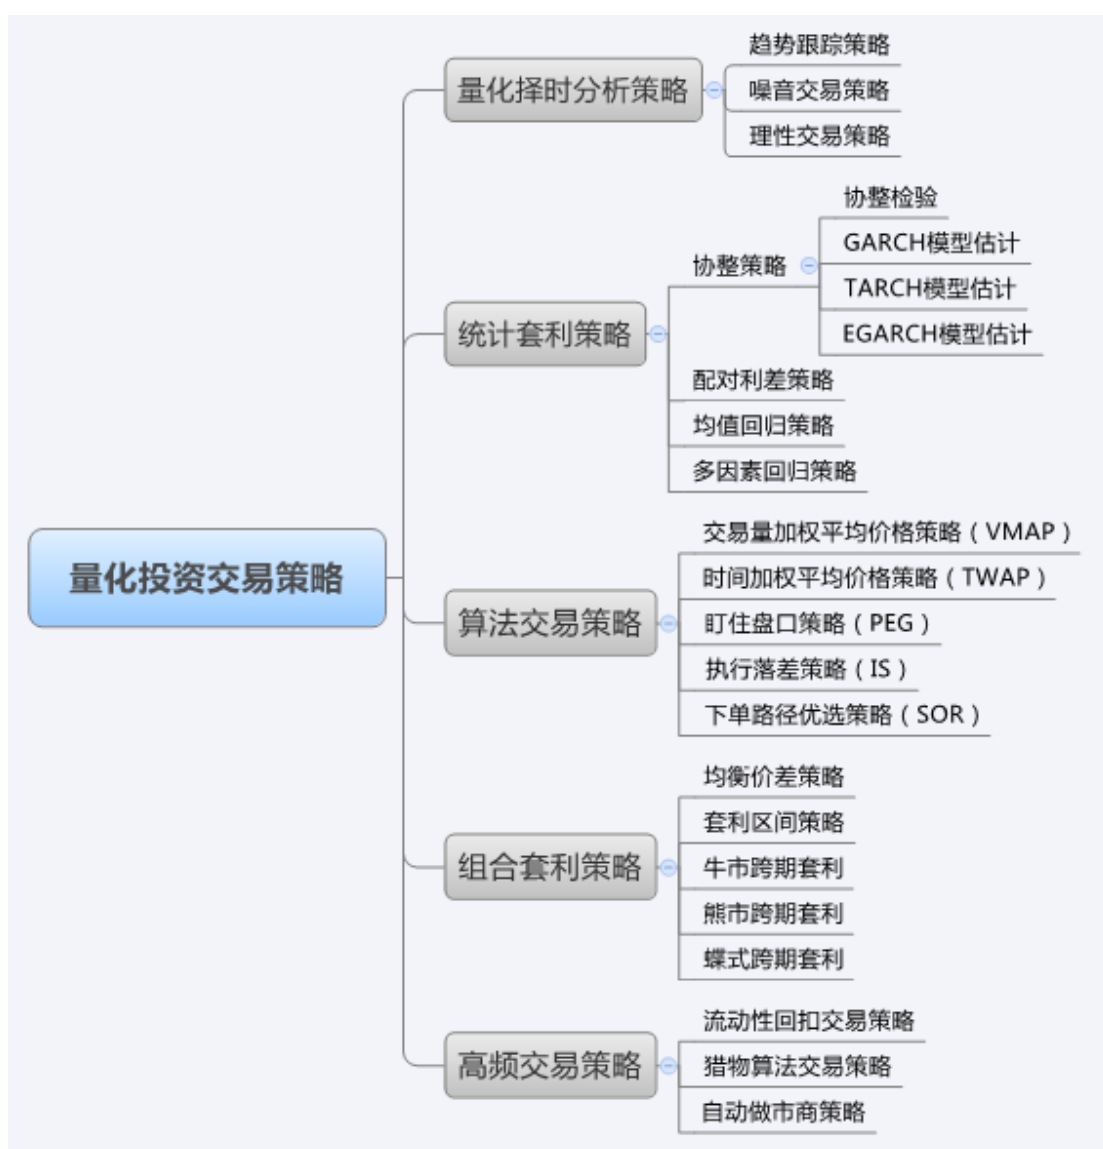 量化投资交易策略
量化择时分析策略
趋势跟踪策略
噪音交易策略
理性交易策略
统计套利策略
协整策略
协整检验
GARCH模型估计
TARCH模型估计
EGARCH模型估计
配对利差策略
均值回归策略
多因素回归策略
算法交易策略
交易量加权平均价格策略（VMAP）
时间加权平均价格策略（TWAP）
盯住盘口策略（PEG）
执行落差策略（IS）
下单路径优选策略（SOR）
组合套利策略
均衡价差策略
套利区间策略
牛市跨期套利
熊市跨期套利
蝶式跨期套利
高频交易策略
流动性回扣交易策略
猎物算法交易策略
自动做市商策略